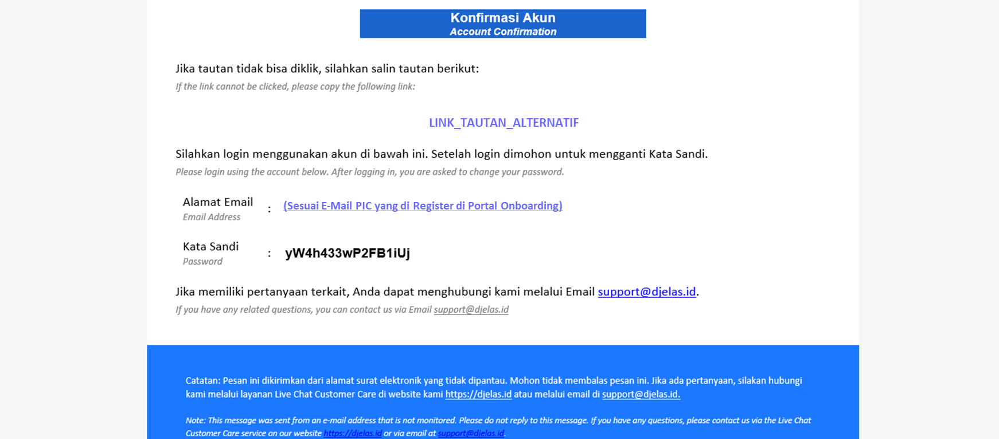 Konfirmasi Akun
Account Confirmation
Jika tautan tidak bisa diklik, silahkan salin tautan berikut:
If the link cannot be clicked, please copy the following link:
LINK_TAUTAN_ALTERNATIF
Silahkan login menggunakan akun di bawah ini. Setelah login dimohon untuk mengganti Kata Sandi.
Please login using the account below. After logging in, you are asked to change your password.
Alamat Email
Email Address
: (Sesuai E-Mail PIC yang di Register di Portal Onboarding)
Kata Sandi
Password
: yW4h433wP2FB1iUj
Jika memiliki pertanyaan terkait, Anda dapat menghubungi kami melalui Email support@djelas.id.
If you have any related questions, you can contact us via Email support@djelas.id
Catatan: Pesan ini dikirimkan dari alamat surat elektronik yang tidak dipantau. Mohon tidak membalas pesan ini. Jika ada pertanyaan, silakan hubungi
kami melalui layanan Live Chat Customer Care di website kami https://djelas.id atau melalui email di support@djelas.id.
Note: This message was sent from an e-mail address that is not monitored. Please do not reply to this message. If you have any questions, please contact us via the Live Chat
Customer Care service on our website https://djelas.id or via email at support@djelas.id.